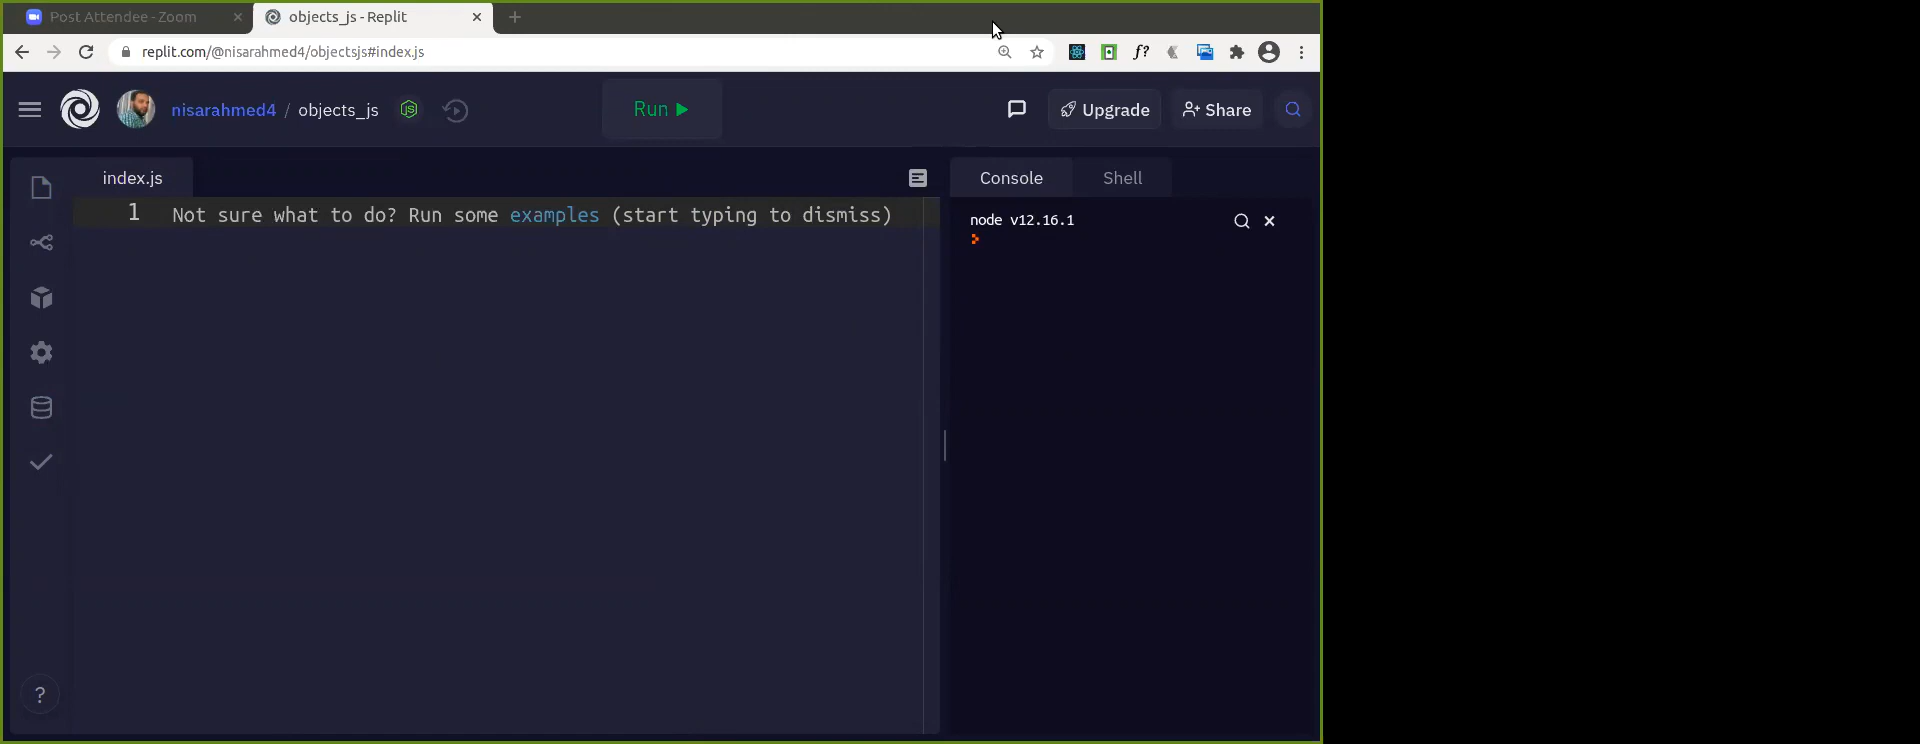 Post Attendee - Zoom
objects_js - Replit
replit.com/@nisarahmed4/objectsjs#index.js
f?
nisarahmed4 / objects_js
JS
Run
Upgrade
Share
index.js
Console
Shell
1 Not sure what to do? Run some examples (start typing to dismiss)
node v12.16.1
>
?